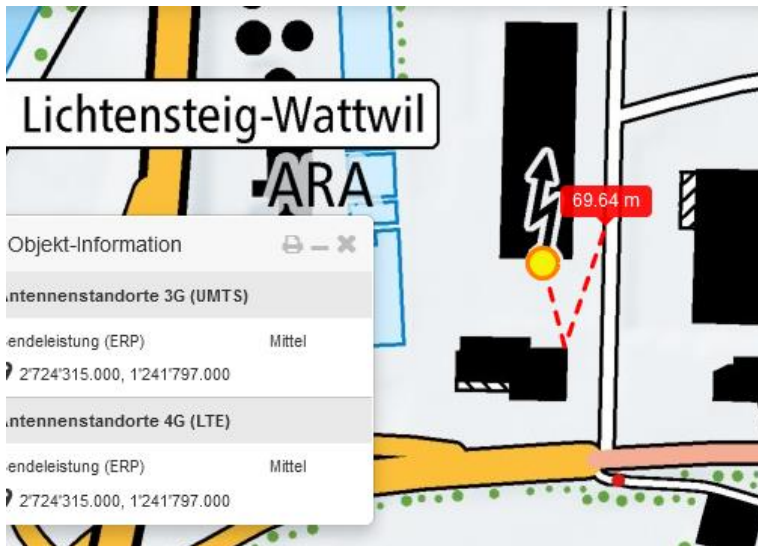 Lichtensteig-Wattwil
ARA
69.64 m
Objekt-Information
ntennenstandorte 3G (UMTS)
endeleistung (ERP) Mittel
2'724'315.000, 1'241'797.000
ntennenstandorte 4G (LTE)
endeleistung (ERP) Mittel
2'724'315.000, 1'241'797.000